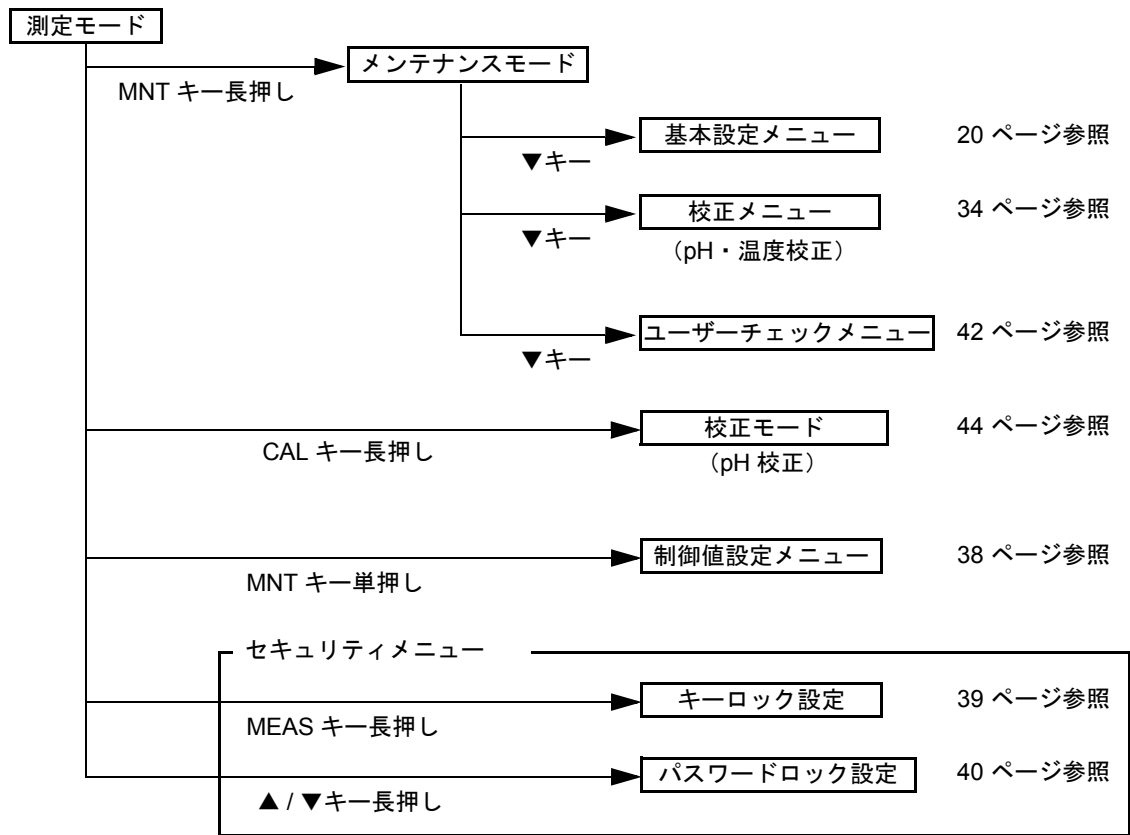 測定モード
メンテナンスモード
MNT キー長押し
基本設定メニュー 20 ページ参照
▼キー
校正メニュー 34 ページ参照
▼キー
（pH・温度校正）
ユーザーチェックメニュー 42 ページ参照
▼キー
校正モード 44 ページ参照
CAL キー長押し
（pH 校正）
制御値設定メニュー 38 ページ参照
MNT キー単押し
セキュリティメニュー
キーロック設定 39 ページ参照
MEAS キー長押し
パスワードロック設定 40 ページ参照
▲ / ▼キー長押し